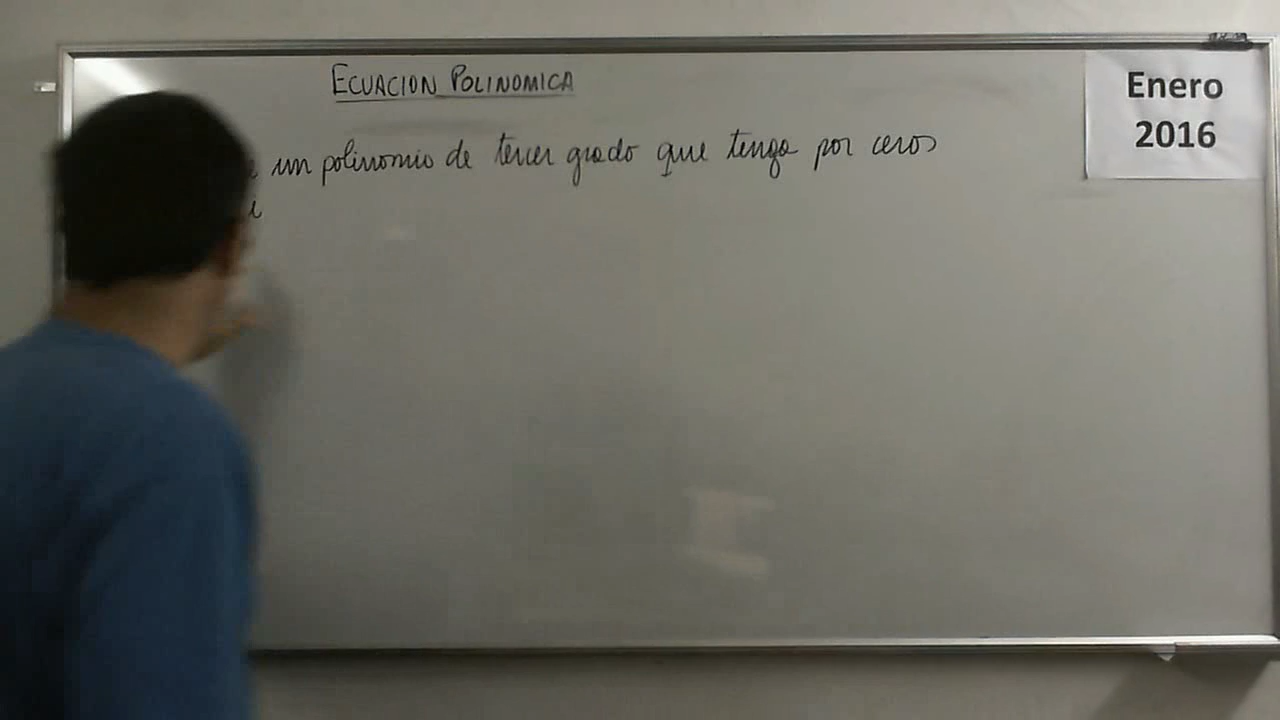 ECUACION POLINOMICA
Enero
2016
un polinomio de tercer grado que tenga por ceros
i